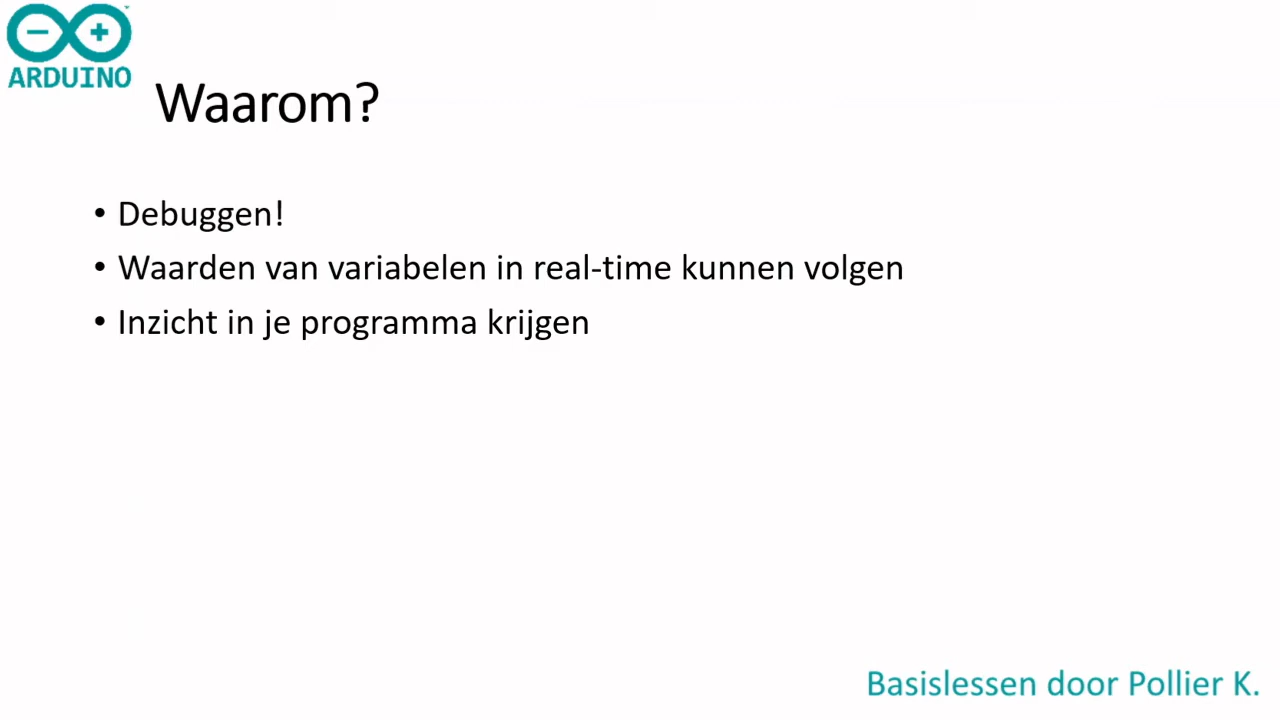 ARDUINO
Waarom?
• Debuggen!
• Waarden van variabelen in real-time kunnen volgen
• Inzicht in je programma krijgen
Basislessen door Pollier K.